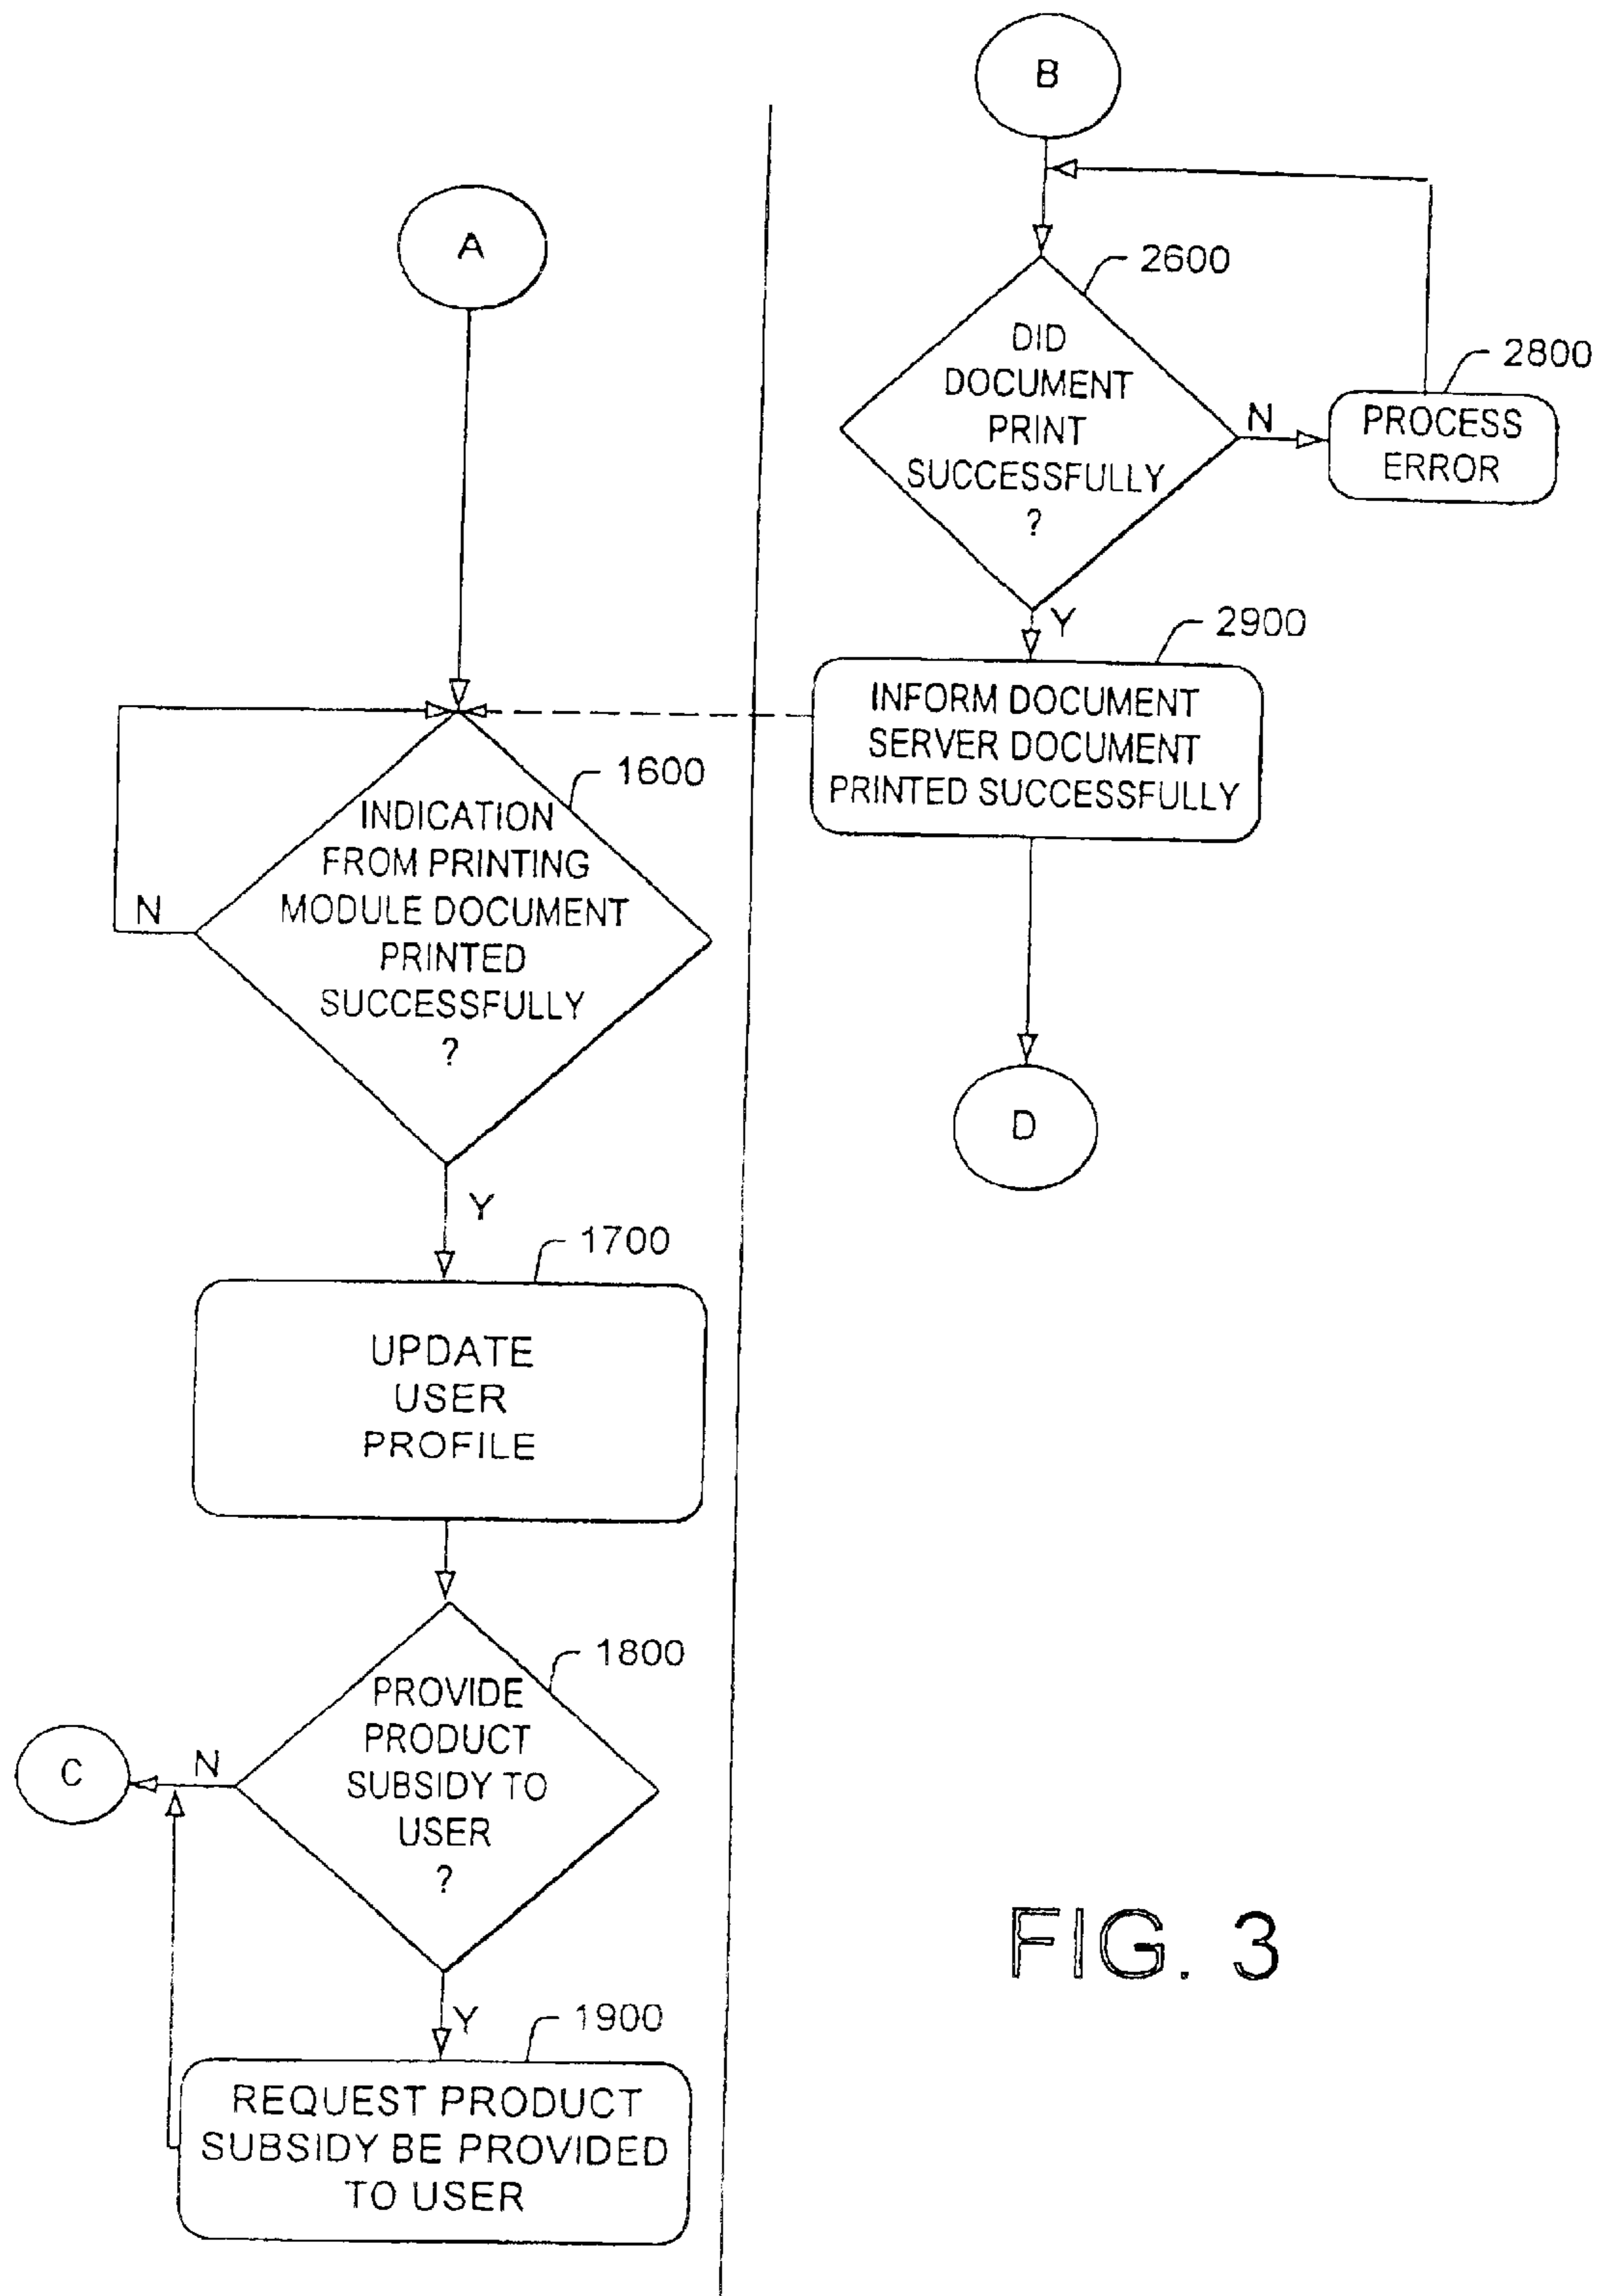 A
1600
INDICATION
FROM PRINTING
MODULE DOCUMENT
PRINTED
SUCCESSFULLY
?
N
Y
1700
UPDATE
USER
PROFILE
1800
PROVIDE
PRODUCT
SUBSIDY TO
USER
?
N
C
Y
1900
REQUEST PRODUCT
SUBSIDY BE PROVIDED
TO USER
B
2600
DID
DOCUMENT
PRINT
SUCCESSFULLY
?
N
2800
PROCESS
ERROR
Y
2900
INFORM DOCUMENT
SERVER DOCUMENT
PRINTED SUCCESSFULLY
D
FIG. 3